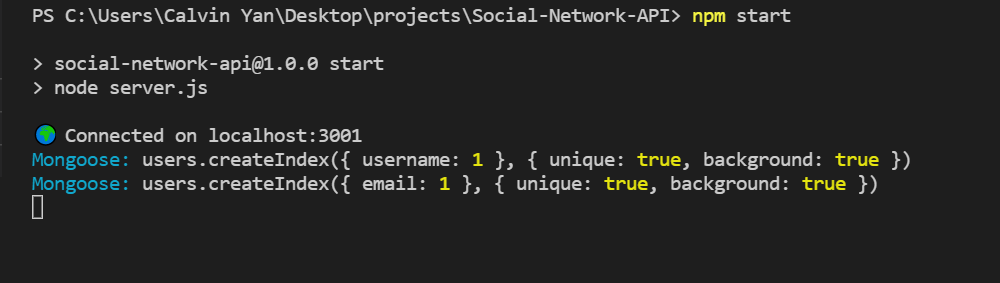 PS C:\Users\Calvin Yan\Desktop\projects\Social-Network-API> npm start
> social-network-api@1.0.0 start
> node server.js
🌍 Connected on localhost:3001
Mongoose: users.createIndex({ username: 1 }, { unique: true, background: true })
Mongoose: users.createIndex({ email: 1 }, { unique: true, background: true })